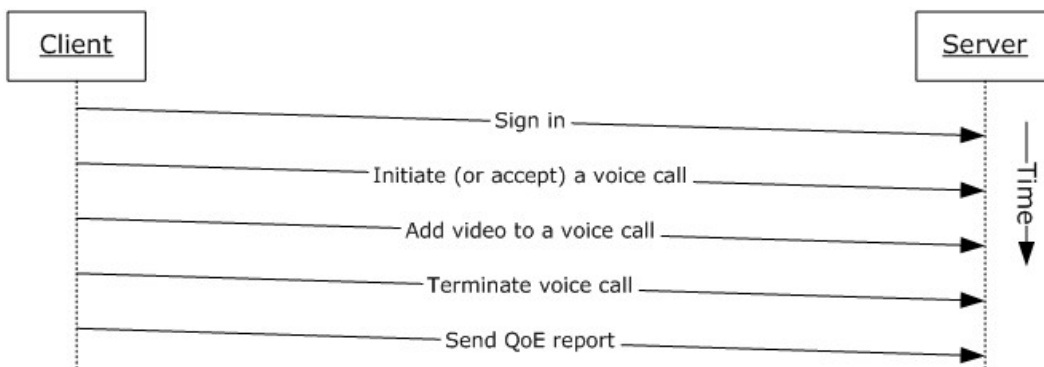 Client
Server
Sign in
Initiate (or accept) a voice call
Add video to a voice call
Terminate voice call
Send QoE report
Time